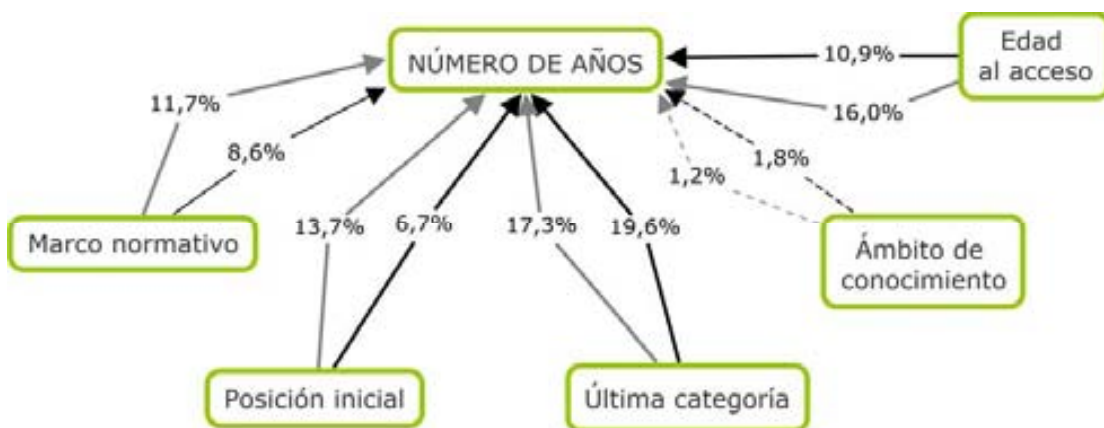 NÚMERO DE AÑOS
10,9%
Edad
al acceso
16,0%
11,7%
8,6%
1,8%
1,2%
13,7%
6,7%
17,3%
19,6%
Marco normativo
Ámbito de
conocimiento
Posición inicial
Última categoría